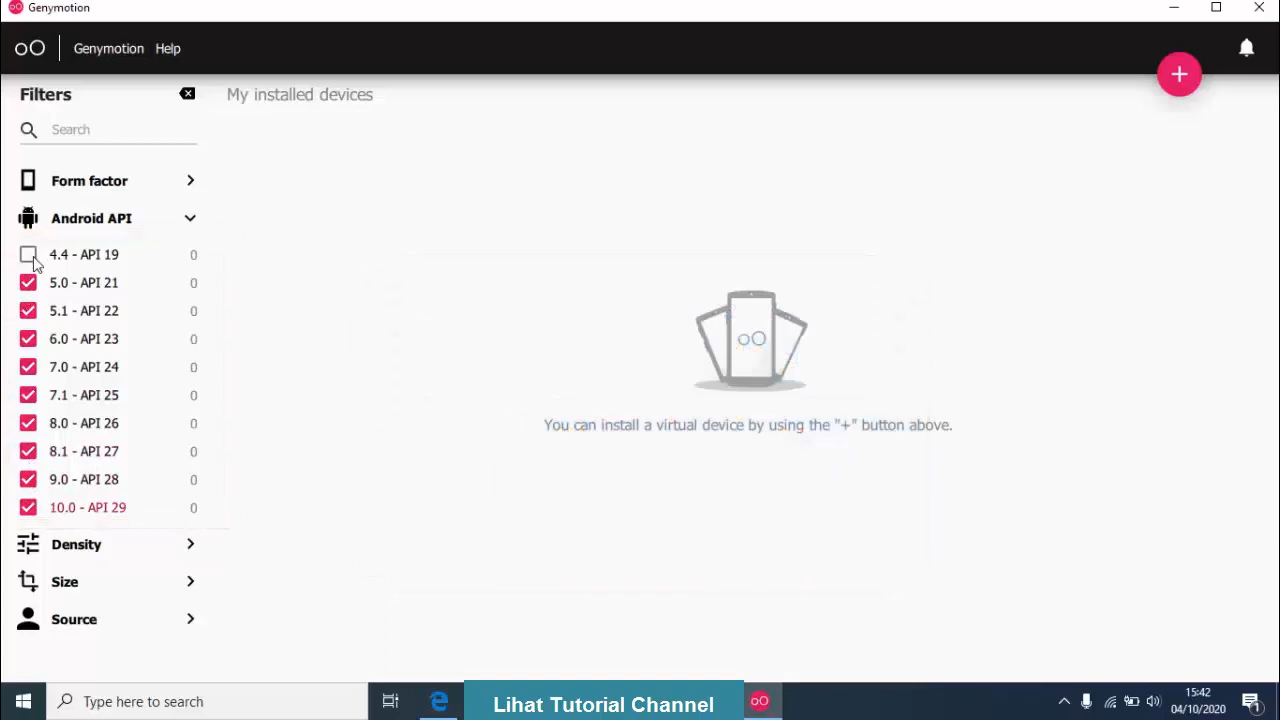 Genymotion
Genymotion Help
Filters
My installed devices
Search
Form factor
Android API
4.4 - API 19 0
5.0 - API 21 0
5.1 - API 22 0
6.0 - API 23 0
7.0 - API 24 0
7.1 - API 25 0
8.0 - API 26 0
8.1 - API 27 0
9.0 - API 28 0
10.0 - API 29 0
Density
Size
Source
You can install a virtual device by using the "+" button above.
Type here to search
Lihat Tutorial Channel
15:42
04/10/2020
1